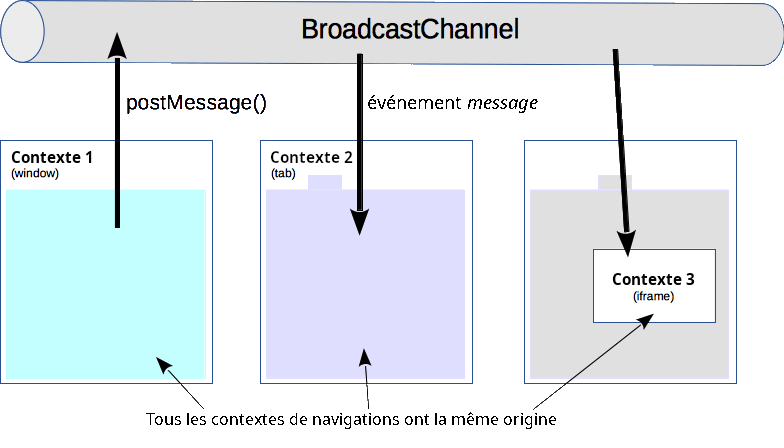 BroadcastChannel
postMessage()
événement message
Contexte 1
(window)
Contexte 2
(tab)
Contexte 3
(iframe)
Tous les contextes de navigations ont la même origine